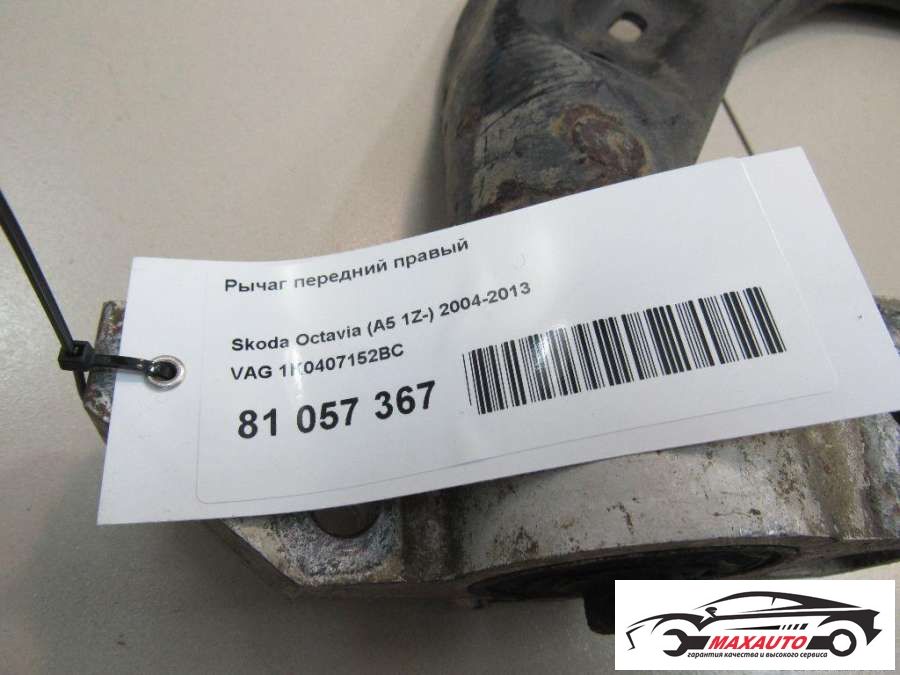 Рычаг передний правый
Skoda Octavia (A5 1Z-) 2004-2013
VAG 1K0407152BC
81 057 367
MAXAUTO
гарантия качества и высокого сервиса